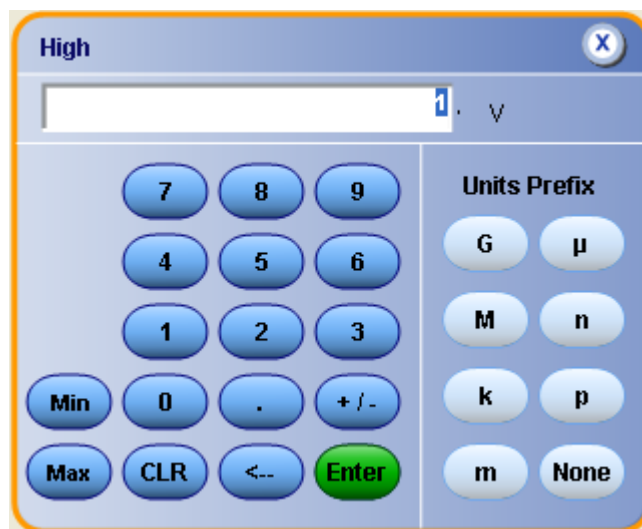 High X
1 . V
7 8 9 Units Prefix
4 5 6 G µ
1 2 3 M n
Min 0 . + / - k p
Max CLR <-- Enter m None